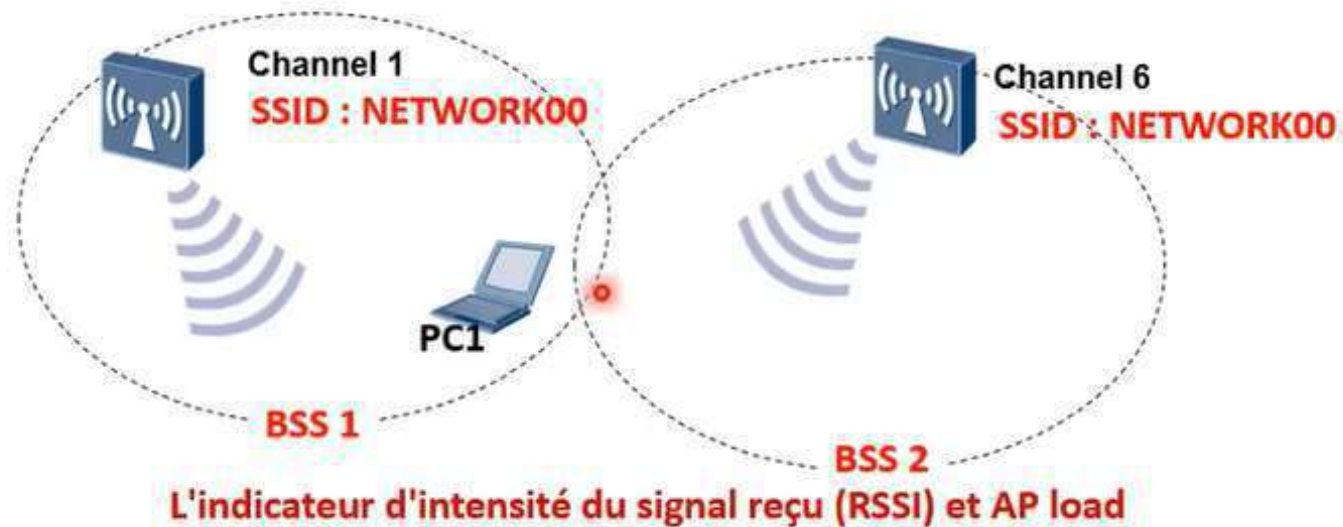 Channel 1
SSID : NETWORK00
Channel 6
SSID : NETWORK00
PC1
BSS 1
BSS 2
L'indicateur d'intensité du signal reçu (RSSI) et AP load